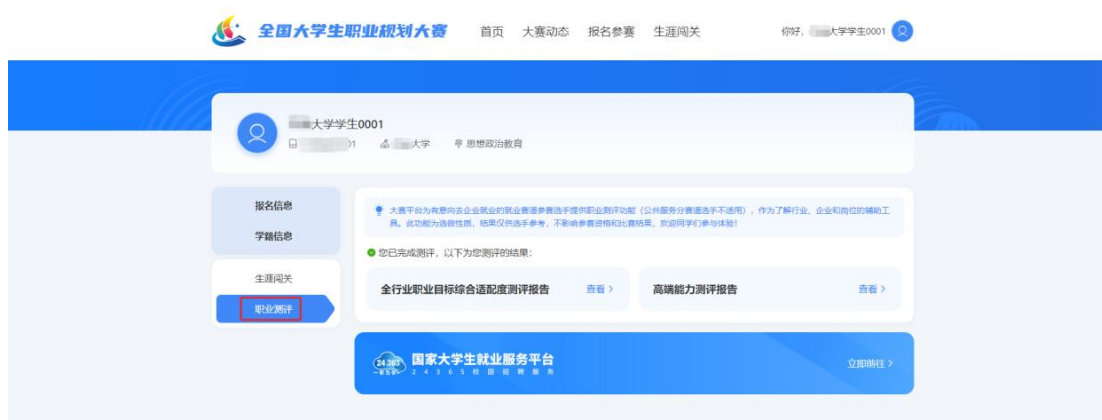 全国大学生职业规划大赛 首页 大赛动态 报名参赛 生涯闯关 你好, 大学学生0001
大学学生0001
01 大学 思想政治教育
报名信息
学籍信息
生涯闯关
职业测评
大赛平台为有意向去企业就业的就业赛道参赛选手提供职业测评功能（公共服务分赛道选手不适用），作为了解行业、企业和岗位的辅助工
具。此功能为选做性质，结果仅供选手参考，不影响参赛资格和比赛结果，欢迎同学们参与体验！
您已完成测评，以下为您测评的结果：
全行业职业目标综合适配度测评报告 查看 >
高端能力测评报告 查看 >
24365 国家大学生就业服务平台 立即前往 >
24365校园招聘服务